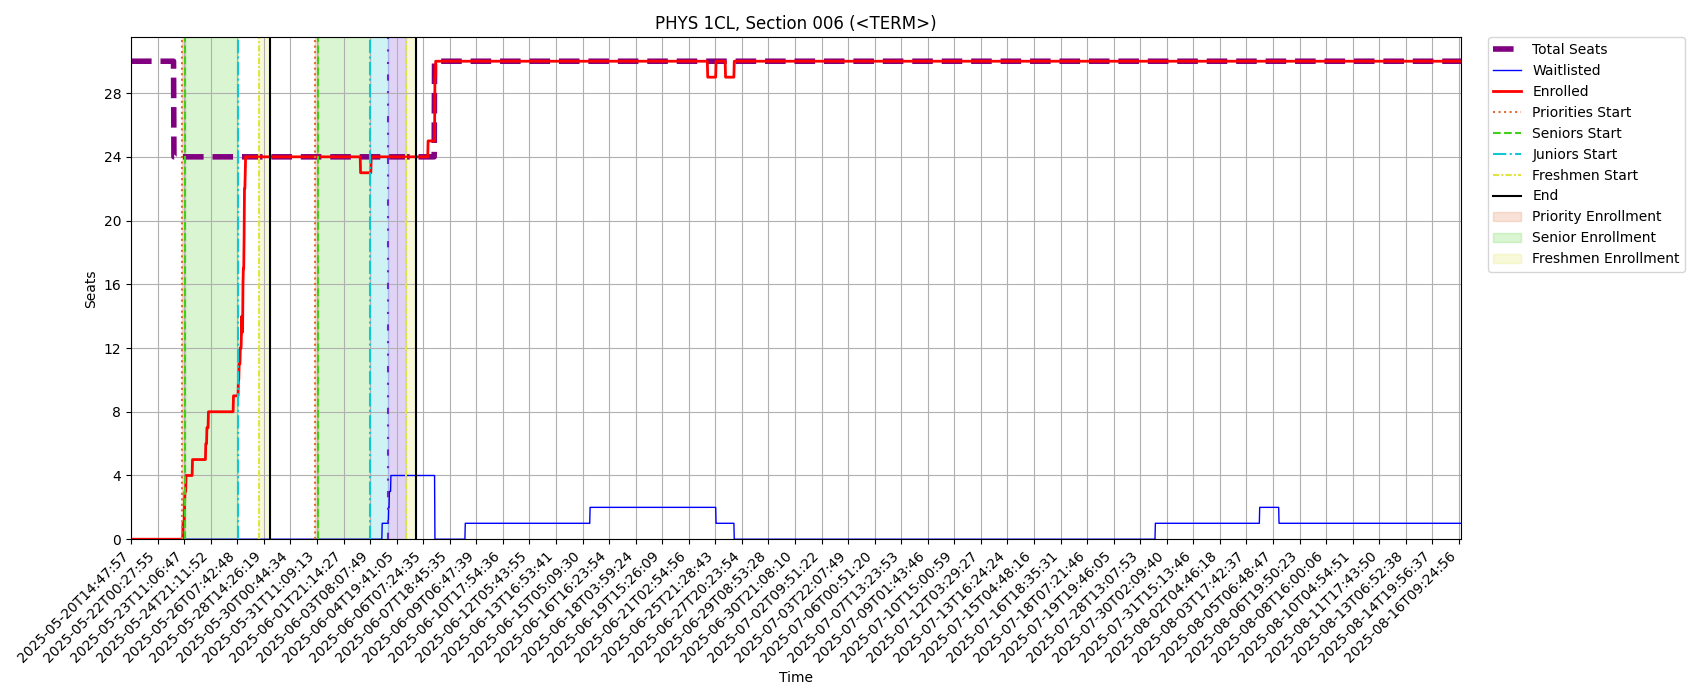 PHYS 1CL, Section 006 (<TERM>)
Total Seats
Waitlisted
Enrolled
Priorities Start
Seniors Start
Juniors Start
Freshmen Start
End
Priority Enrollment
Senior Enrollment
Freshmen Enrollment
Seats
28
24
20
16
12
8
4
0
2025-05-20T14:47:57
2025-05-22T00:27:55
2025-05-23T11:06:47
2025-05-24T21:11:52
2025-05-26T07:42:48
2025-05-28T14:26:19
2025-05-30T00:44:34
2025-05-31T11:09:13
2025-06-01T21:14:27
2025-06-03T08:07:49
2025-06-04T19:41:05
2025-06-06T07:24:35
2025-06-07T18:45:35
2025-06-09T06:47:39
2025-06-10T17:54:36
2025-06-12T05:43:55
2025-06-13T16:53:41
2025-06-15T05:09:30
2025-06-16T16:23:54
2025-06-18T03:59:24
2025-06-19T15:26:09
2025-06-21T02:54:56
2025-06-25T21:28:43
2025-06-27T20:23:54
2025-06-29T08:53:28
2025-06-30T21:08:10
2025-07-02T09:51:22
2025-07-03T22:07:49
2025-07-06T00:51:20
2025-07-07T13:23:53
2025-07-09T01:43:46
2025-07-10T15:00:59
2025-07-12T03:29:27
2025-07-13T16:24:24
2025-07-15T04:48:16
2025-07-16T18:35:31
2025-07-18T07:21:46
2025-07-19T19:46:05
2025-07-28T13:07:53
2025-07-30T02:09:40
2025-07-31T15:13:46
2025-08-02T04:46:18
2025-08-03T17:42:37
2025-08-05T06:48:47
2025-08-06T19:50:23
2025-08-08T16:00:06
2025-08-10T04:54:51
2025-08-11T17:43:50
2025-08-13T06:52:38
2025-08-14T19:56:37
2025-08-16T09:24:56
Time